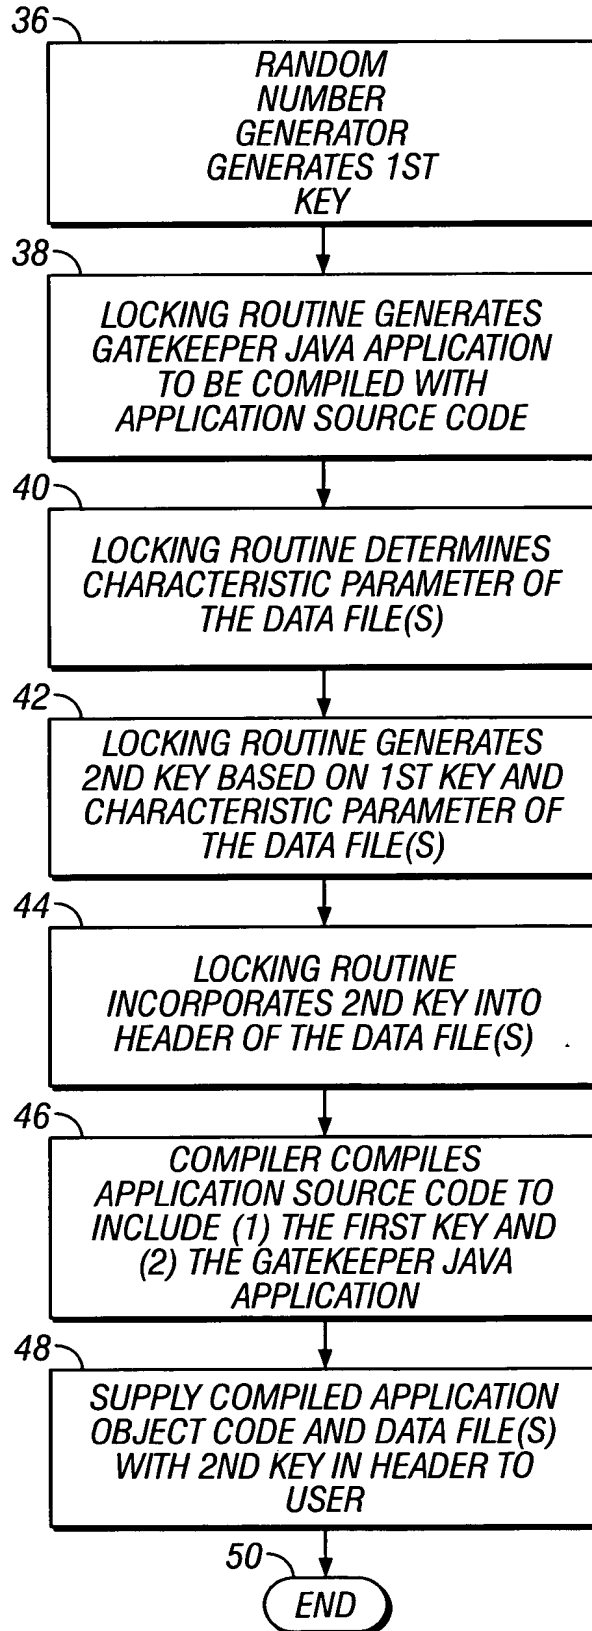 36
RANDOM
NUMBER
GENERATOR
GENERATES 1ST
KEY
38
LOCKING ROUTINE GENERATES
GATEKEEPER JAVA APPLICATION
TO BE COMPILED WITH
APPLICATION SOURCE CODE
40
LOCKING ROUTINE DETERMINES
CHARACTERISTIC PARAMETER OF
THE DATA FILE(S)
42
LOCKING ROUTINE GENERATES
2ND KEY BASED ON 1ST KEY AND
CHARACTERISTIC PARAMETER OF
THE DATA FILE(S)
44
LOCKING ROUTINE
INCORPORATES 2ND KEY INTO
HEADER OF THE DATA FILE(S)
46
COMPILER COMPILES
APPLICATION SOURCE CODE TO
INCLUDE (1) THE FIRST KEY AND
(2) THE GATEKEEPER JAVA
APPLICATION
48
SUPPLY COMPILED APPLICATION
OBJECT CODE AND DATA FILE(S)
WITH 2ND KEY IN HEADER TO
USER
50
END